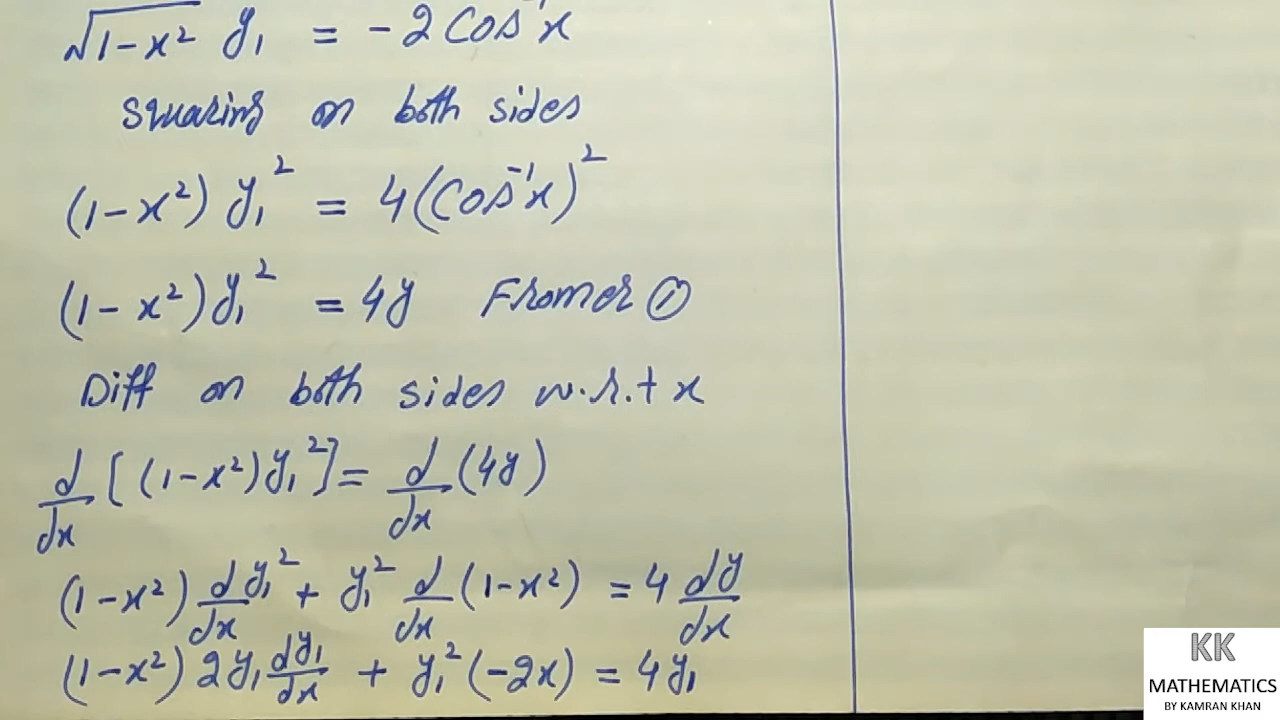 √1-x² y₁ = -2 Cos⁻¹x
Squaring on both sides
(1-x²) y₁² = 4(Cos⁻¹x)²
(1-x²)y₁² = 4y Fromer ①
Diff on both sides w.r.t x
d/dx [(1-x²)y₁²] = d/dx (4y)
(1-x²) d/dx y₁² + y₁² d/dx (1-x²) = 4 dy/dx
(1-x²) 2y₁ dy₁/dx + y₁²(-2x) = 4y₁
KK
MATHEMATICS
BY KAMRAN KHAN